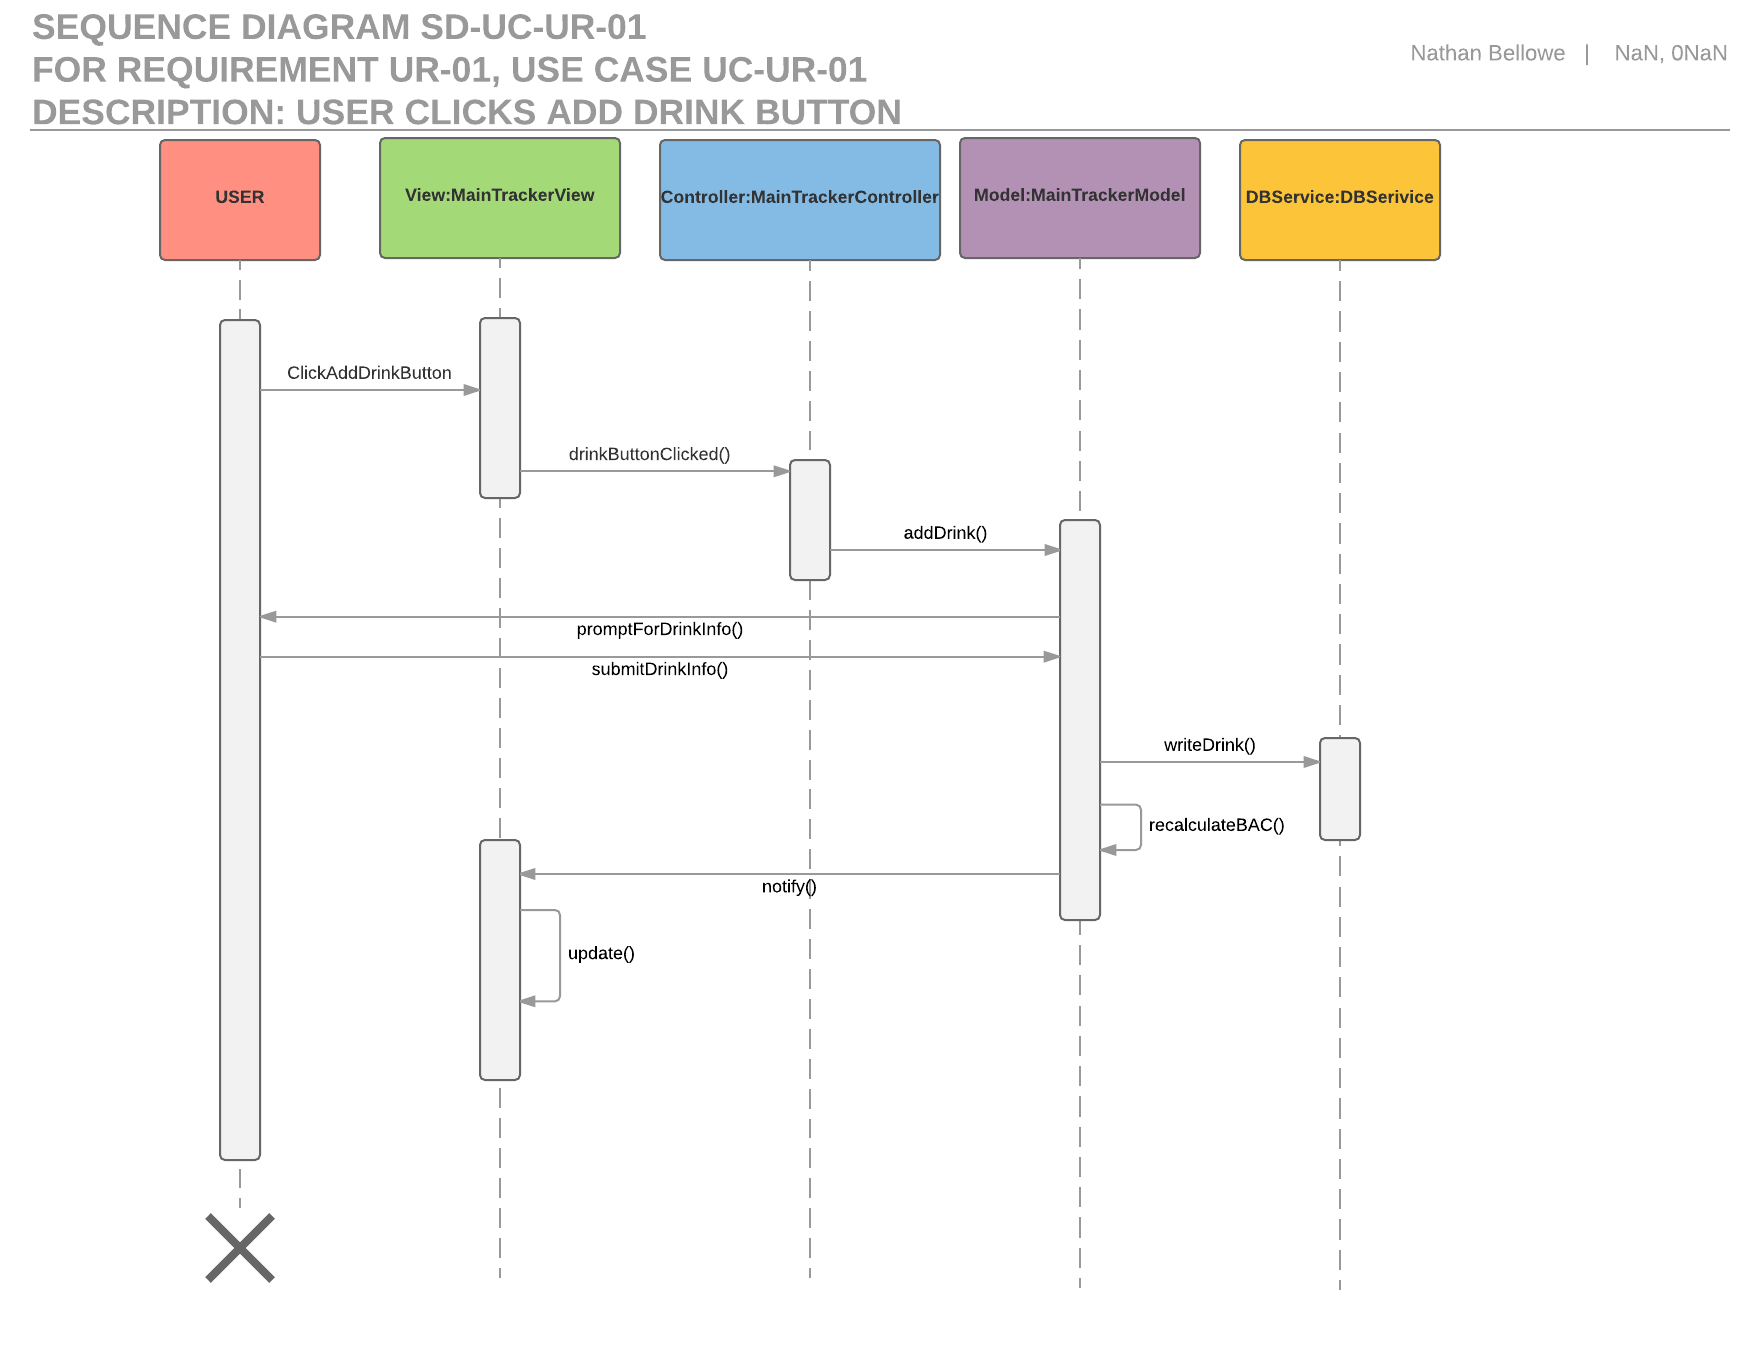 SEQUENCE DIAGRAM SD-UC-UR-01
FOR REQUIREMENT UR-01, USE CASE UC-UR-01
DESCRIPTION: USER CLICKS ADD DRINK BUTTON
Nathan Bellowe | NaN, 0NaN
USER
View:MainTrackerView
Controller:MainTrackerController
Model:MainTrackerModel
DBService:DBSerivice
ClickAddDrinkButton
drinkButtonClicked()
addDrink()
promptForDrinkInfo()
submitDrinkInfo()
writeDrink()
recalculateBAC()
notify()
update()